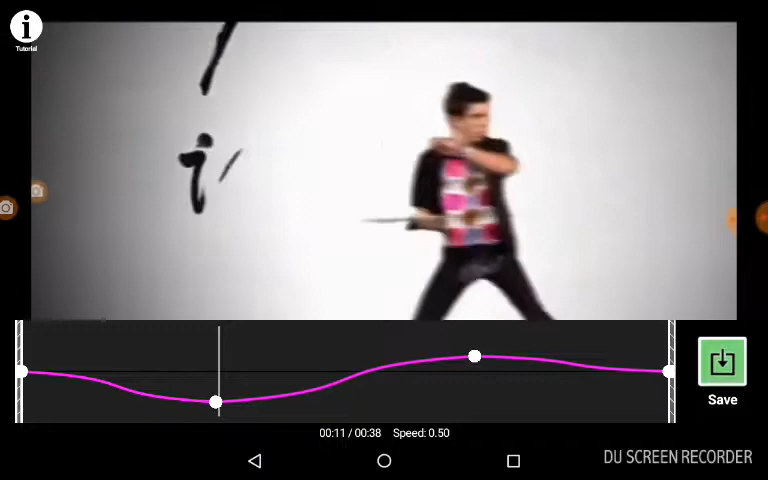 i
Tutorial
i
Save
00:11 / 00:38 Speed: 0.50
DU SCREEN RECORDER